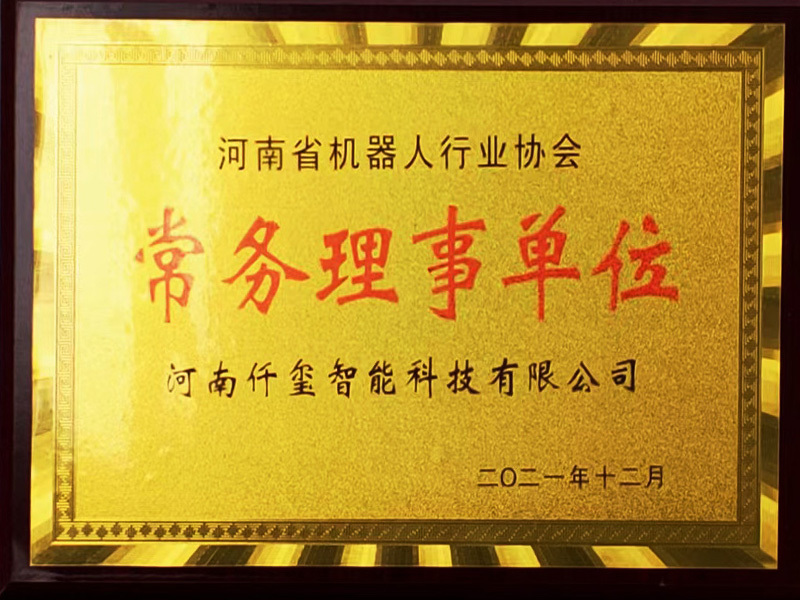 河南省机器人行业协会
常务理事单位
河南仟玺智能科技有限公司
二〇二一年十二月